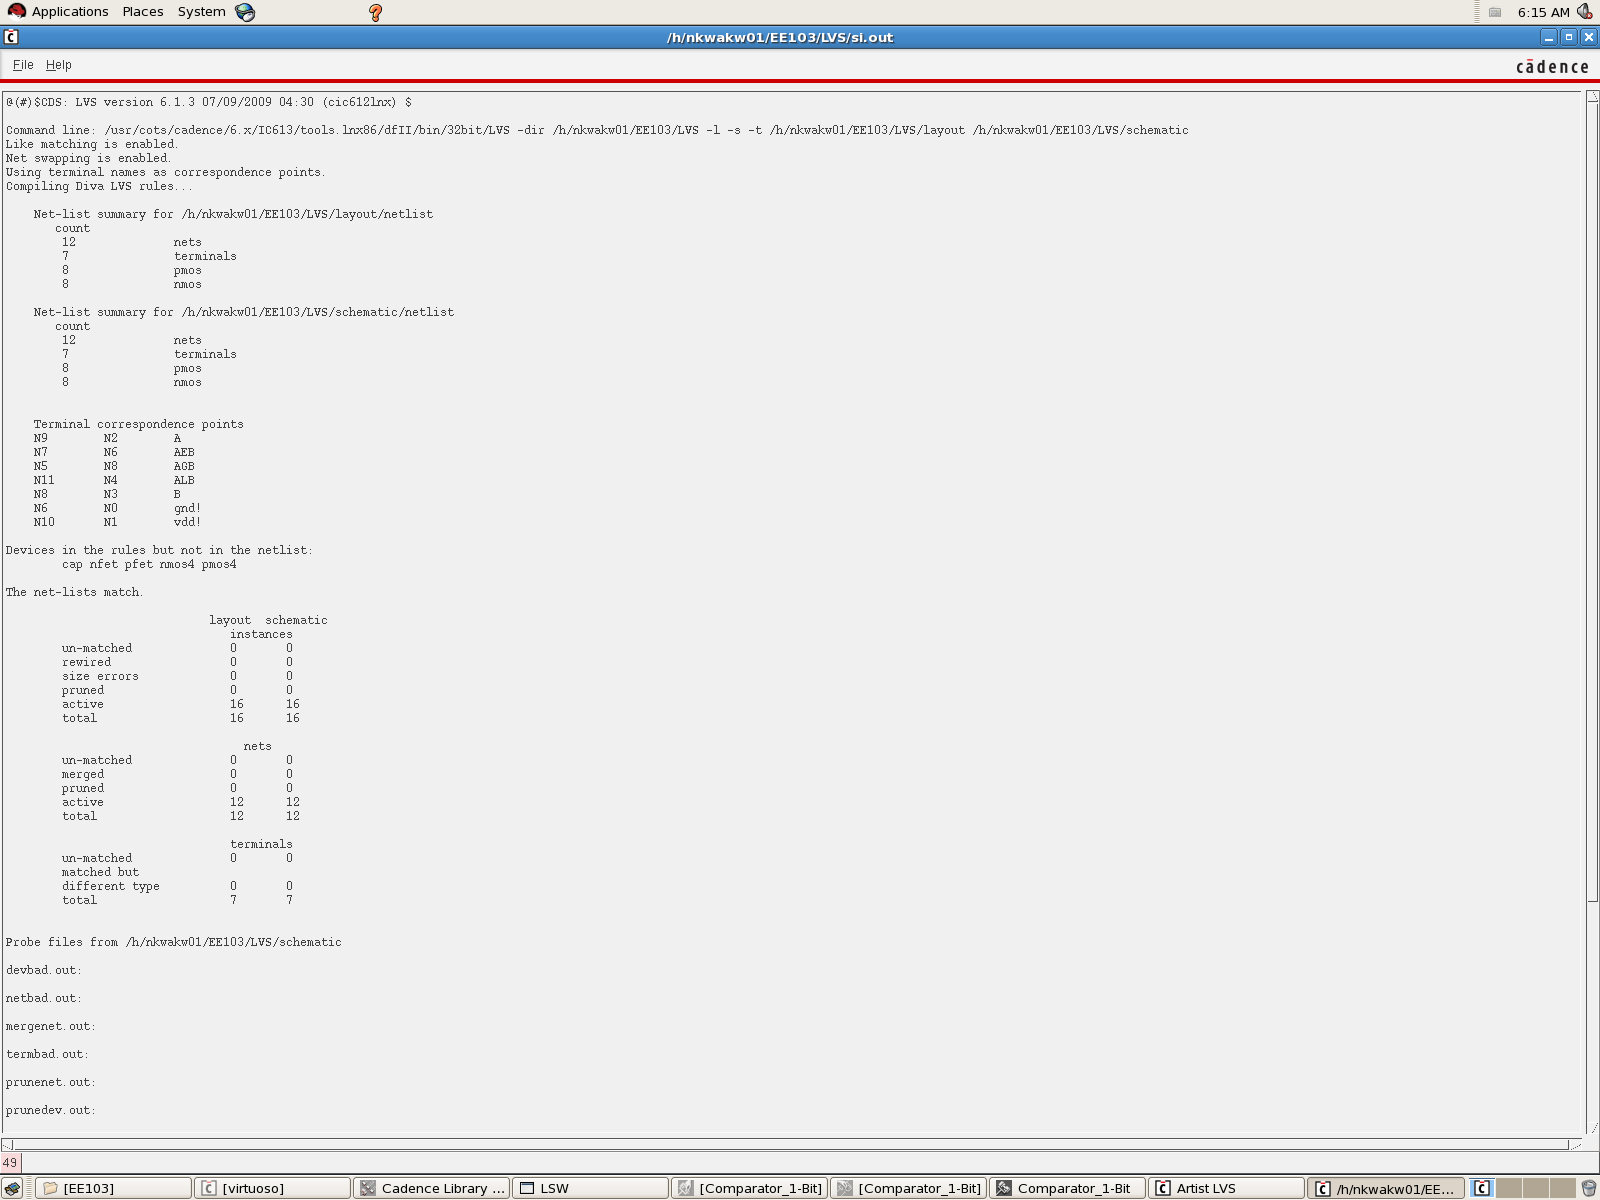 Applications Places System 6:15 AM
/h/nkwakw01/EE103/LVS/si.out
File Help cādence
@(#)$CDS: LVS version 6.1.3 07/09/2009 04:30 (cic612lnx) $
Command line: /usr/cots/cadence/6.x/IC613/tools.lnx86/dfII/bin/32bit/LVS -dir /h/nkwakw01/EE103/LVS -l -s -t /h/nkwakw01/EE103/LVS/layout /h/nkwakw01/EE103/LVS/schematic
Like matching is enabled.
Net swapping is enabled.
Using terminal names as correspondence points.
Compiling Diva LVS rules...
Net-list summary for /h/nkwakw01/EE103/LVS/layout/netlist
count
12 nets
7 terminals
8 pmos
8 nmos
Net-list summary for /h/nkwakw01/EE103/LVS/schematic/netlist
count
12 nets
7 terminals
8 pmos
8 nmos
Terminal correspondence points
N9 N2 A
N7 N6 AEB
N5 N8 AGB
N11 N4 ALB
N8 N3 B
N6 N0 gnd!
N10 N1 vdd!
Devices in the rules but not in the netlist:
cap nfet pfet nmos4 pmos4
The net-lists match.
layout schematic
instances
un-matched 0 0
rewired 0 0
size errors 0 0
pruned 0 0
active 16 16
total 16 16
nets
un-matched 0 0
merged 0 0
pruned 0 0
active 12 12
total 12 12
terminals
un-matched 0 0
matched but
different type 0 0
total 7 7
Probe files from /h/nkwakw01/EE103/LVS/schematic
devbad.out:
netbad.out:
mergenet.out:
termbad.out:
prunenet.out:
prunedev.out:
49
[EE103] [virtuoso] Cadence Library ... LSW [Comparator_1-Bit] [Comparator_1-Bit] Comparator_1-Bit Artist LVS /h/nkwakw01/EE...